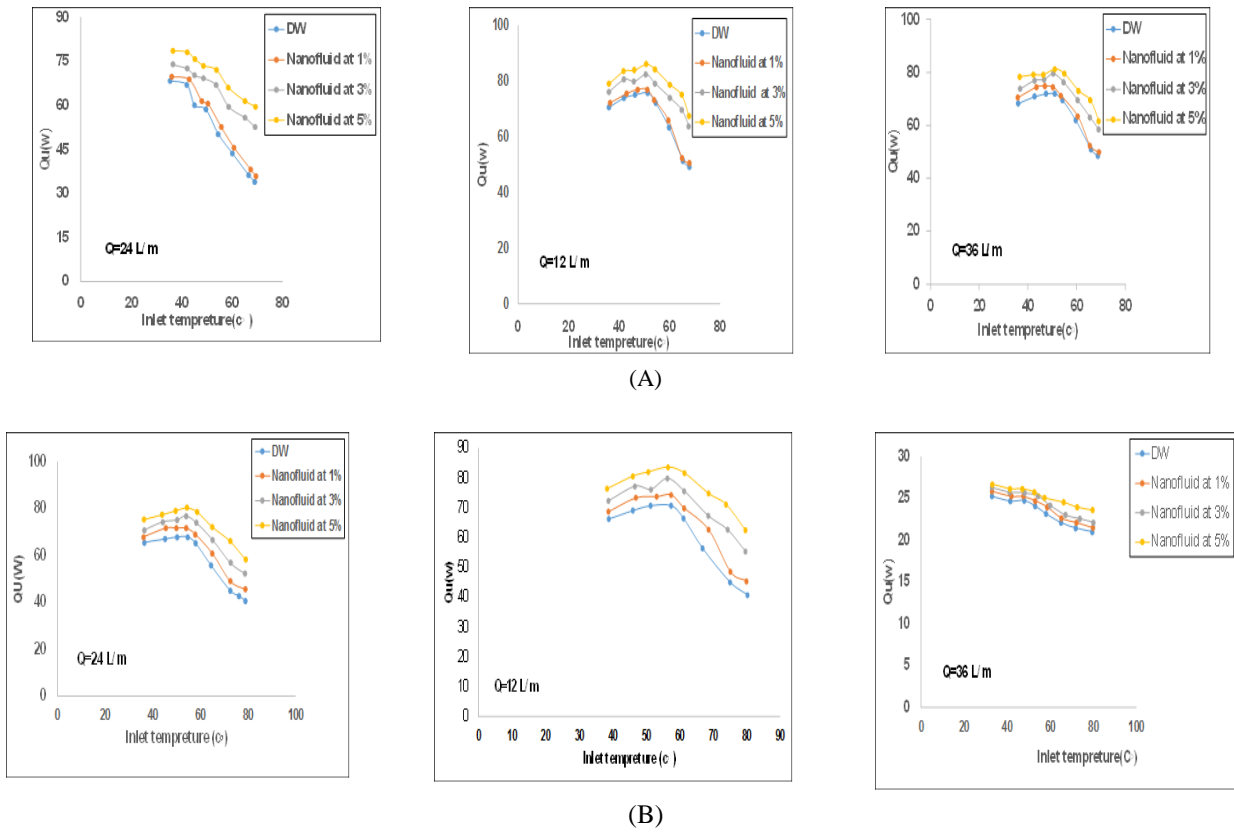 90
75
60
45
30
15
0
0 20 40 60 80
Qu(w)
Inlet tempreture(c )
Q=24 L/ m
DW
Nanofluid at 1%
Nanofluid at 3%
Nanofluid at 5%
100
80
60
40
20
0
0 20 40 60 80
Qu(w)
Inlet tempreture(c )
Q=12 L/ m
DW
Nanofluid at 1%
Nanofluid at 3%
Nanofluid at 5%
100
80
60
40
20
0
0 20 40 60 80
Qu(w)
Inlet tempreture(c )
Q=36 L/ m
DW
Nanofluid at 1%
Nanofluid at 3%
Nanofluid at 5%
(A)
100
80
60
40
20
0
0 20 40 60 80 100
QU(W)
Inlet tempreture (c )
Q=24 L/ m
DW
Nanofluid at 1%
Nanofluid at 3%
Nanofluid at 5%
90
80
70
60
50
40
30
20
10
0
0 10 20 30 40 50 60 70 80 90
Qu(w)
Inlet tempreture (c )
Q=12 L/ m
DW
Nanofluid at 1%
Nanofluid at 3%
Nanofluid at 5%
30
25
20
15
10
5
0
0 20 40 60 80 100
Qu(w)
Inlet tempreture(C )
Q=36 L/ m
DW
Nanofluid at 1%
Nanofluid at 3%
Nanofluid at 5%
(B)